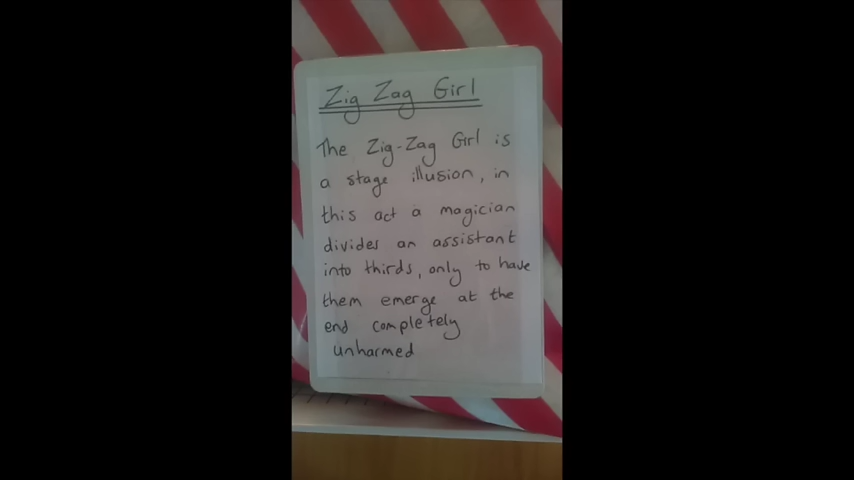 Zig Zag Girl
The Zig-Zag Girl is
a stage illusion, in
this act a magician
divides an assistant
into thirds, only to have
them emerge at the
end completely
unharmed